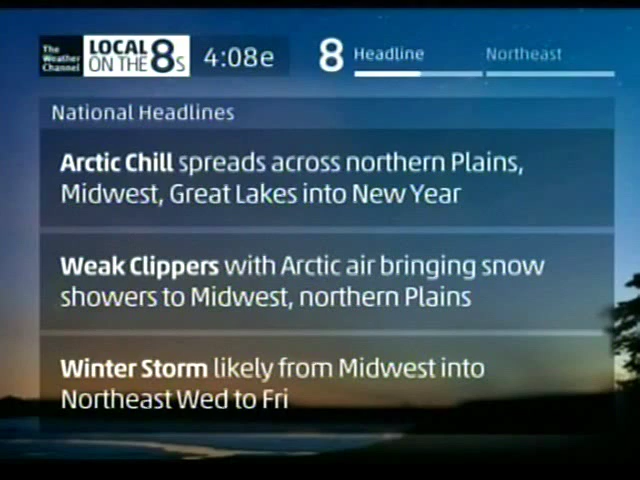 The
Weather
Channel
LOCAL
ON THE 8s
4:08e
8
Headline
Northeast
National Headlines
Arctic Chill spreads across northern Plains,
Midwest, Great Lakes into New Year
Weak Clippers with Arctic air bringing snow
showers to Midwest, northern Plains
Winter Storm likely from Midwest into
Northeast Wed to Fri